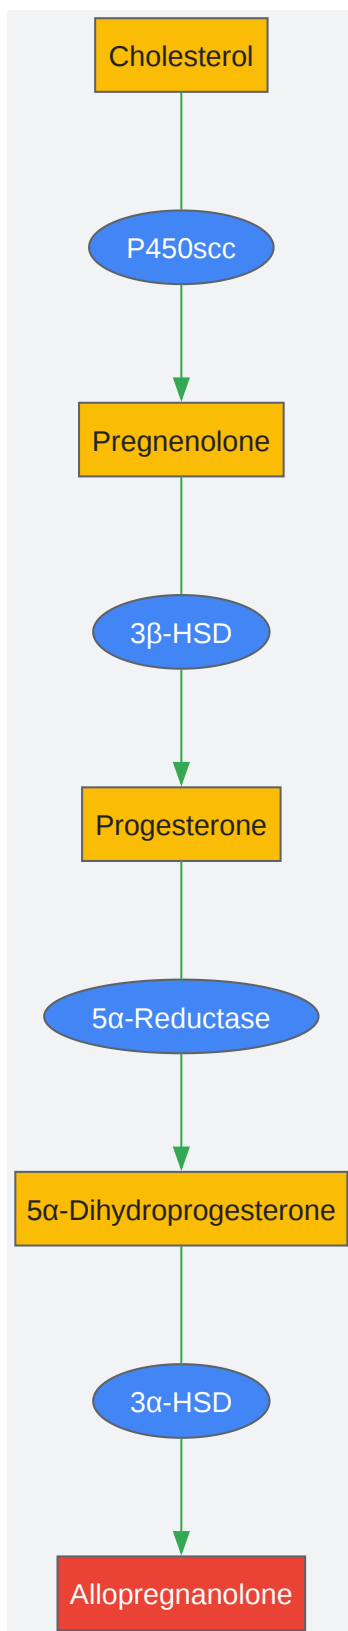 Cholesterol
P450scc
Pregnenolone
3β-HSD
Progesterone
5α-Reductase
5α-Dihydroprogesterone
3α-HSD
Allopregnanolone